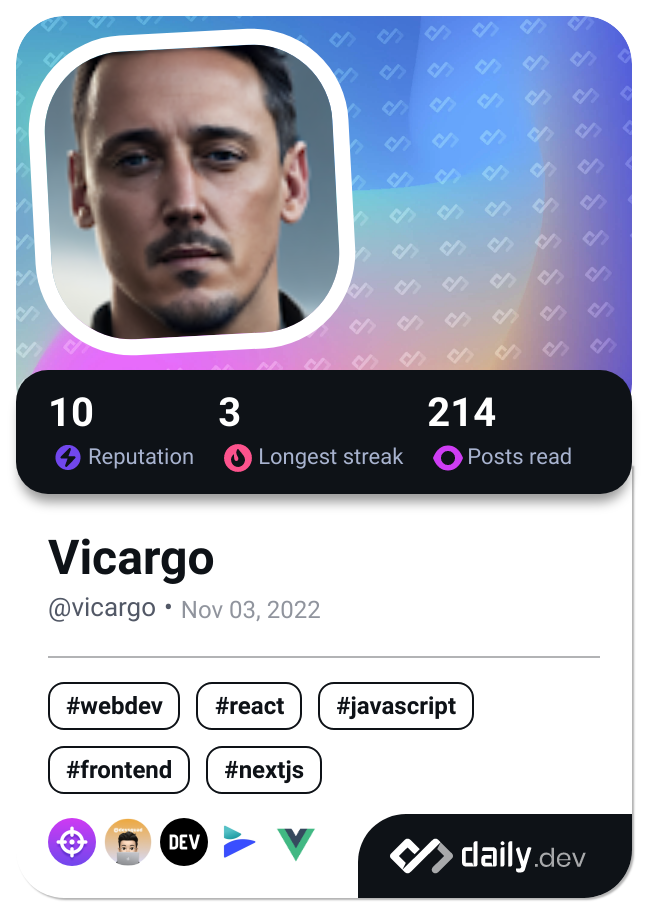 10 3 214
Reputation Longest streak Posts read
Vicargo
@vicargo • Nov 03, 2022
#webdev #react #javascript
#frontend #nextjs
DEV
daily.dev